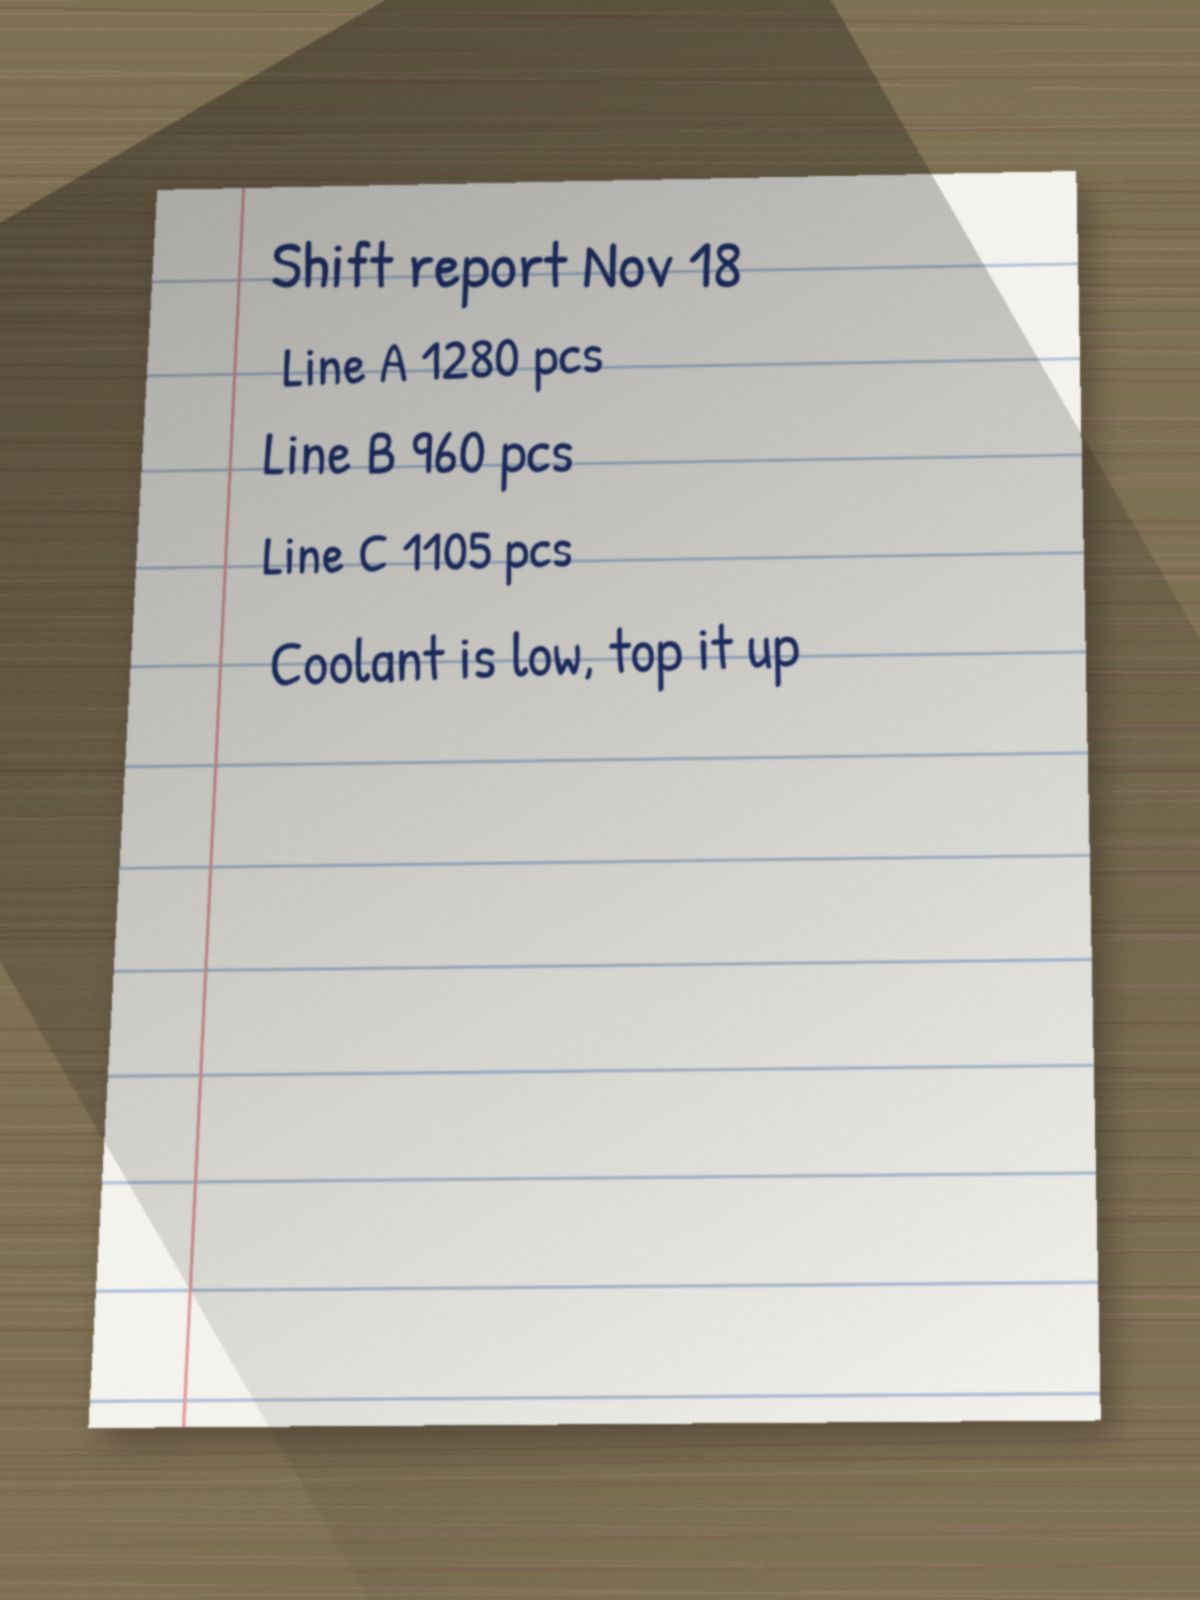 Shift report Nov 18
Line A 1280 pcs
Line B 960 pcs
Line C 1105 pcs
Coolant is low, top it up